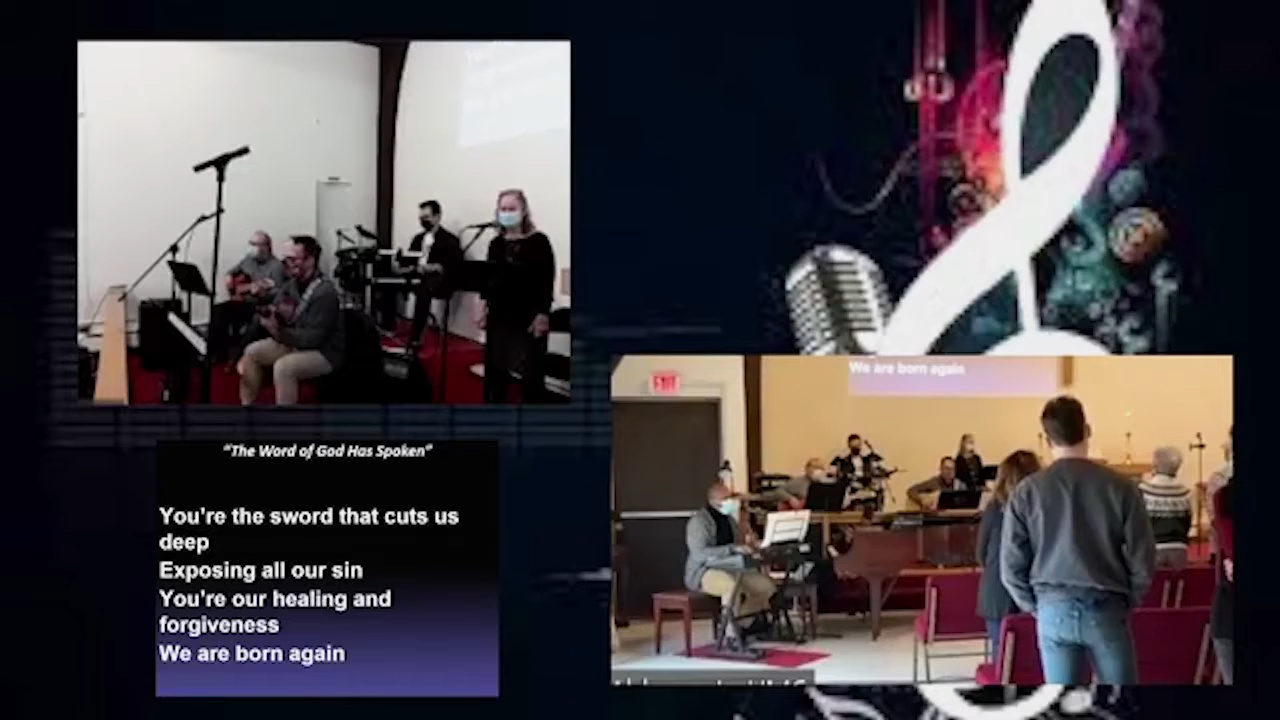 We are born again
EXIT
"The Word of God Has Spoken"
You're the sword that cuts us
deep
Exposing all our sin
You're our healing and
forgiveness
We are born again